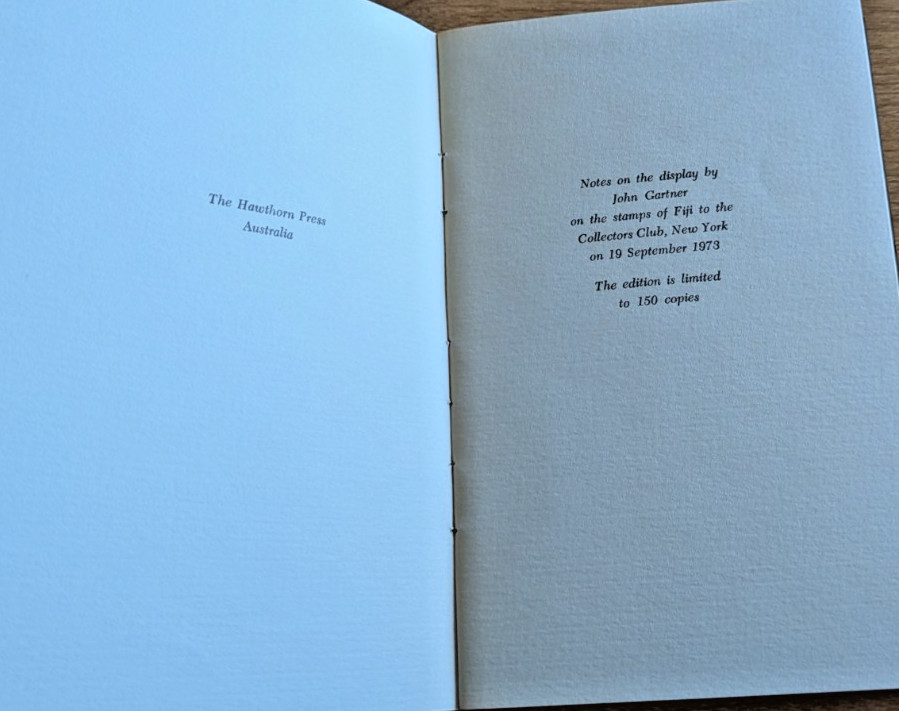 The Hawthorn Press
Australia
Notes on the display by
John Gartner
on the stamps of Fiji to the
Collectors Club, New York
on 19 September 1973
The edition is limited
to 150 copies